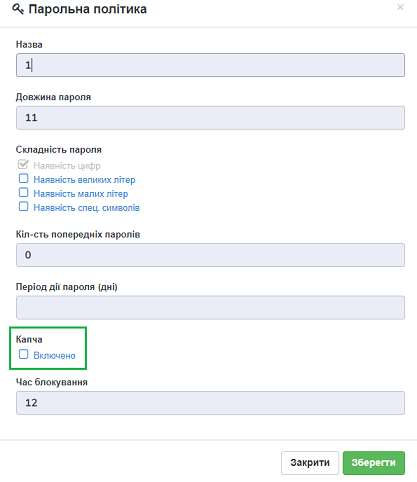 Парольна політика
×
Назва
1
Довжина пароля
11
Складність пароля
Наявність цифр
Наявність великих літер
Наявність малих літер
Наявність спец. символів
Кіл-сть попередніх паролів
0
Період дії пароля (дні)
Капча
Включено
Час блокування
12
Закрити Зберегти